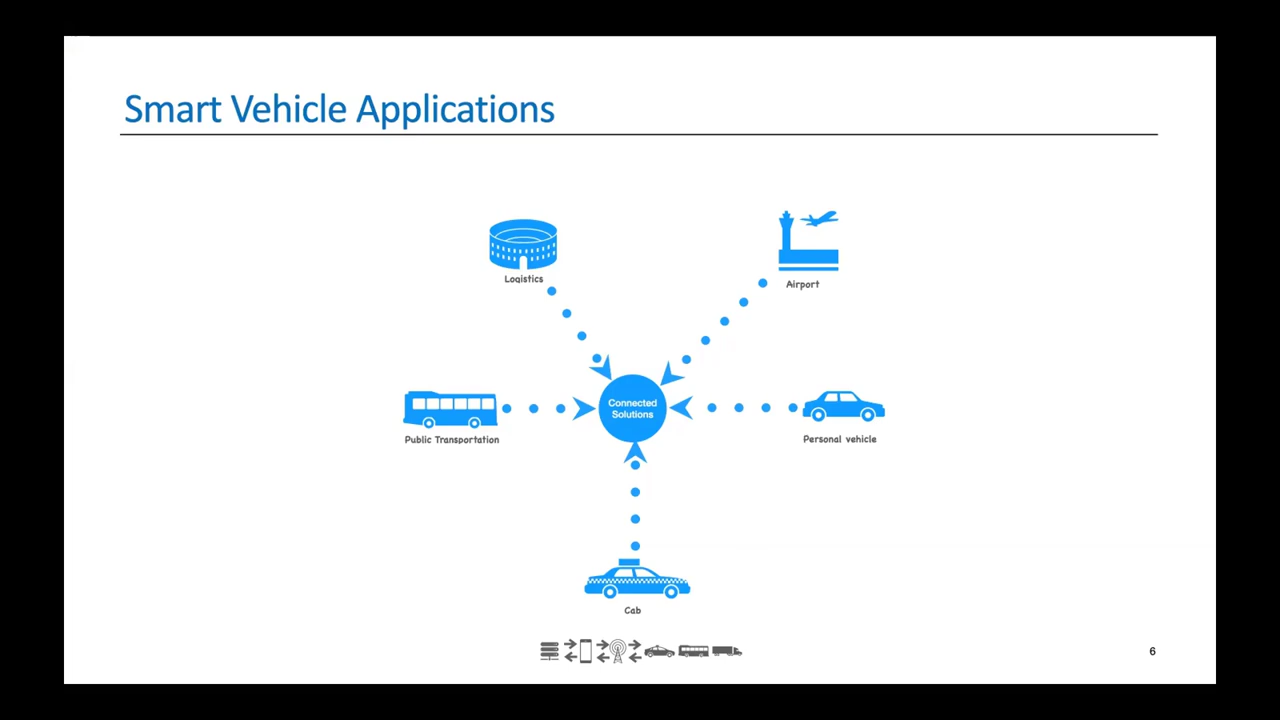 Smart Vehicle Applications
Logistics
Airport
Connected
Solutions
Public Transportation
Personal vehicle
Cab
6